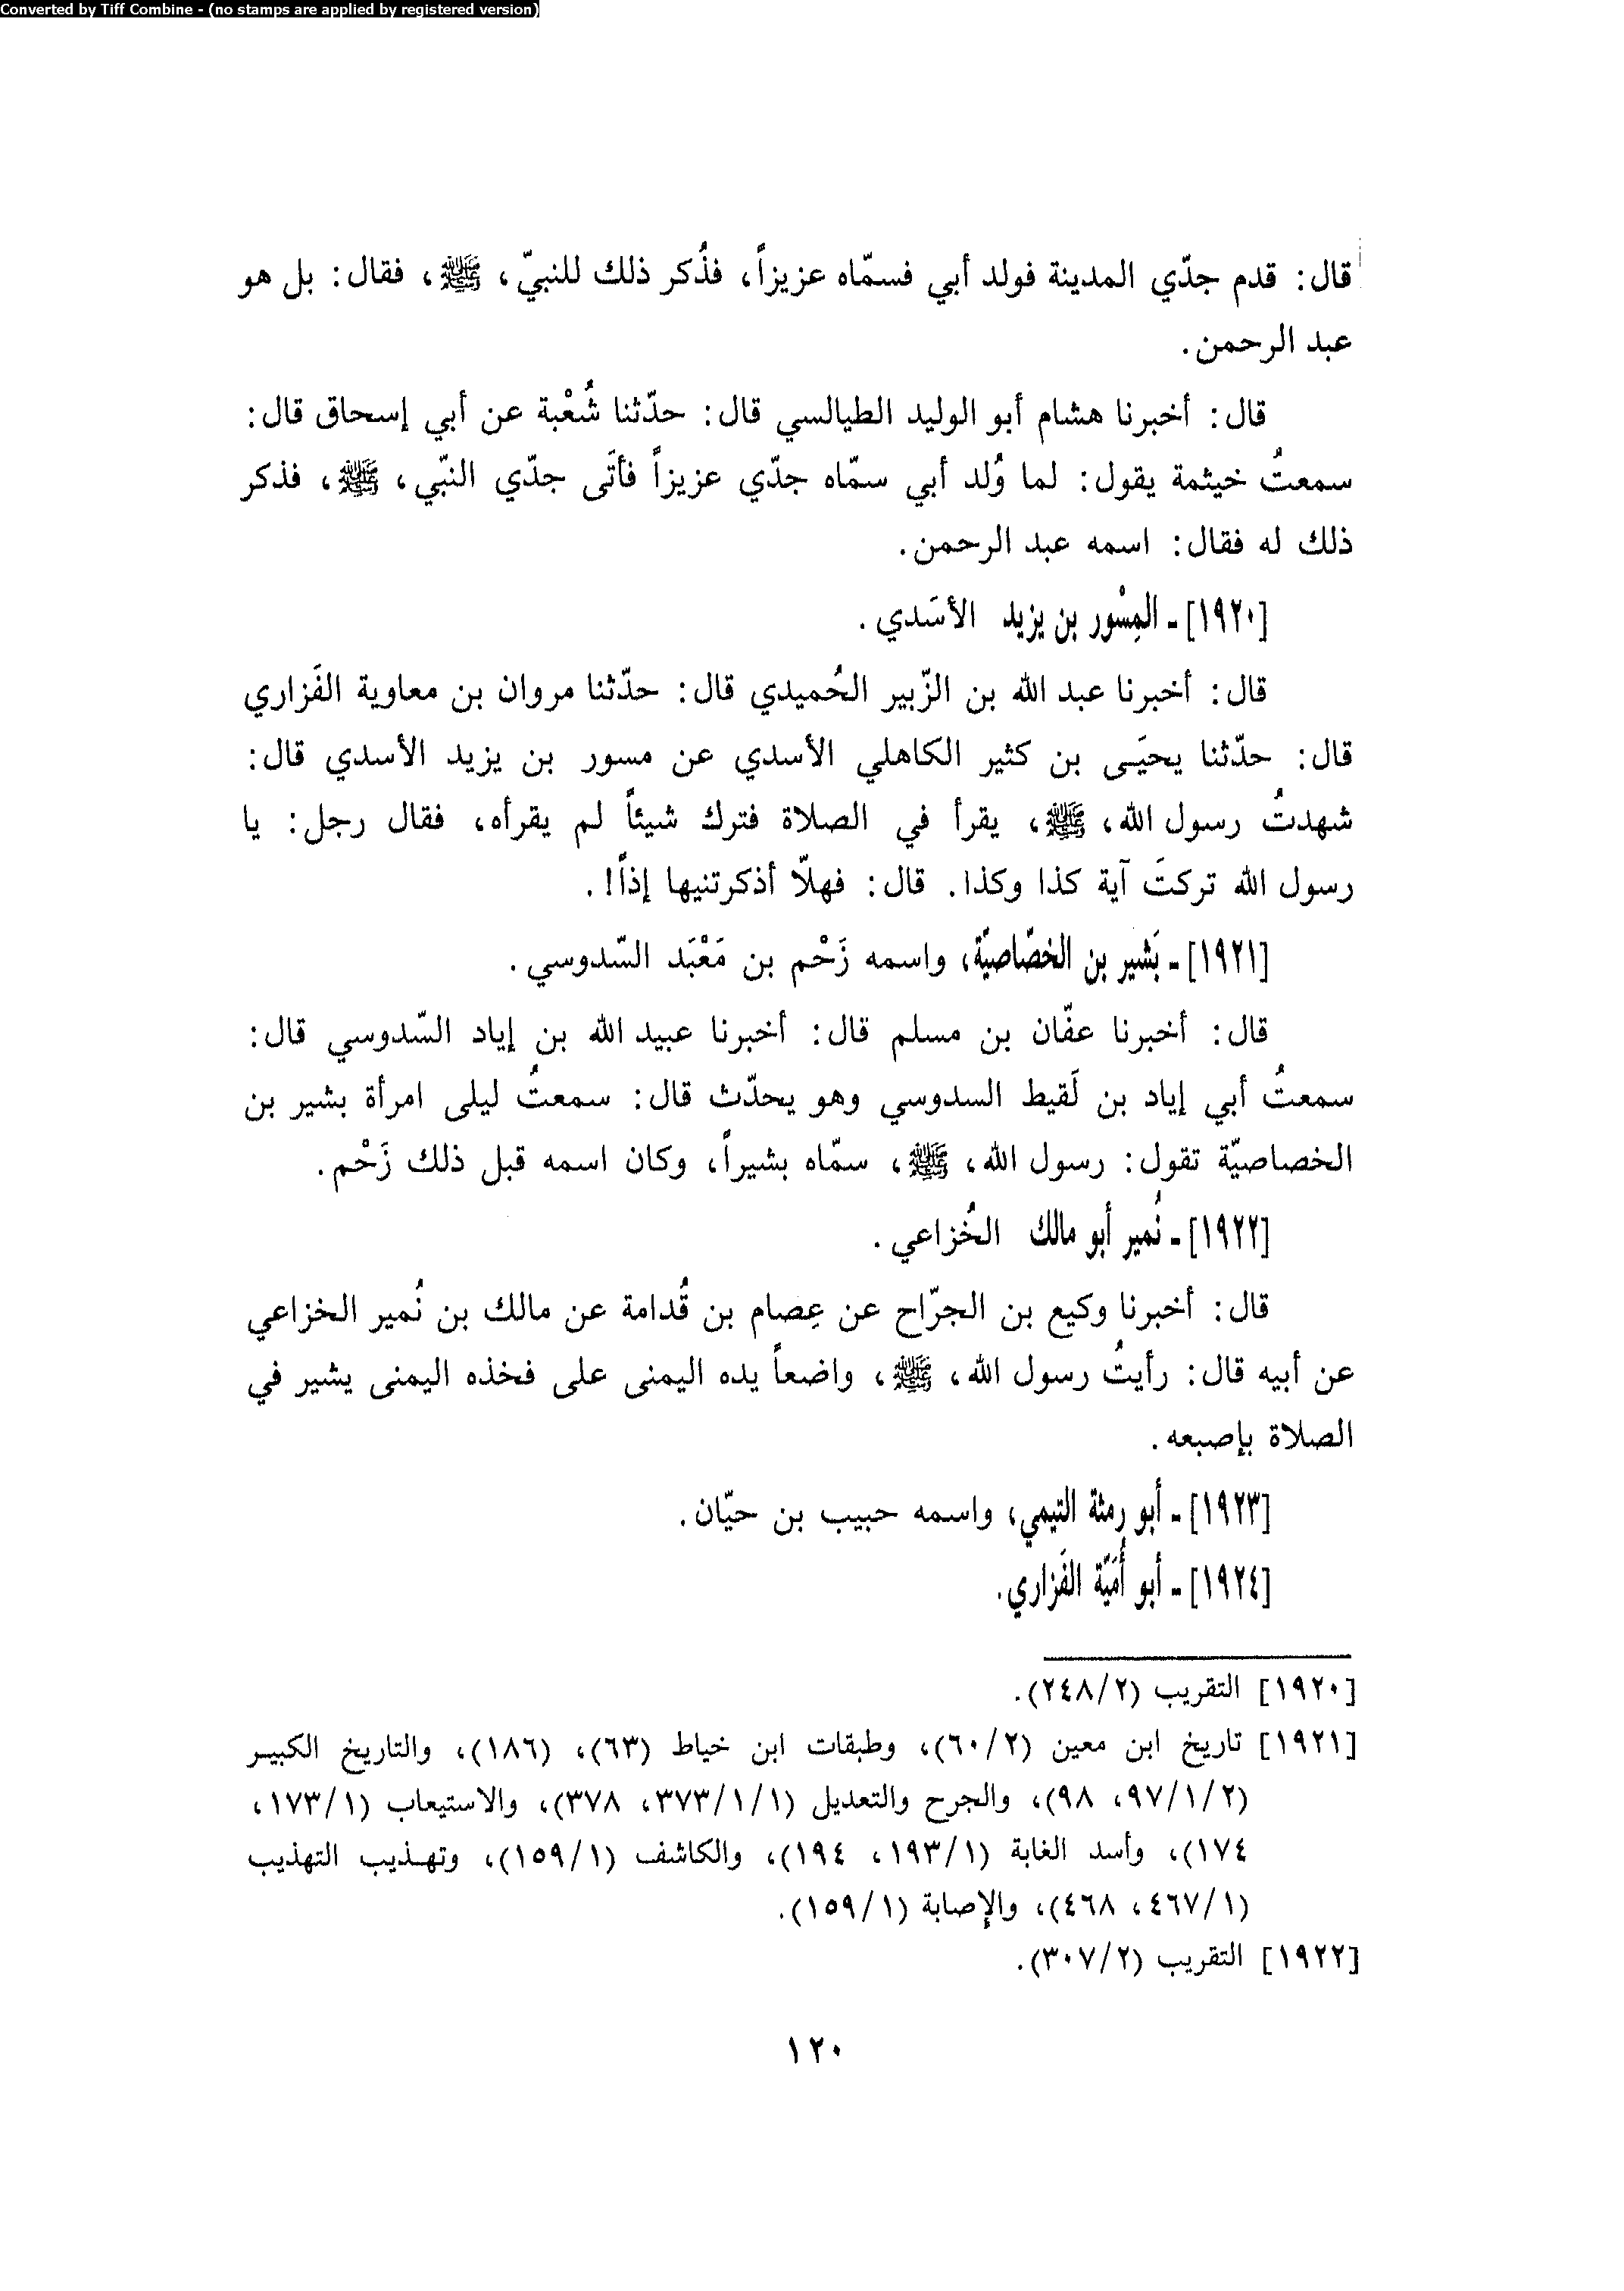 Converted by Tiff Combine - (no stamps are applied by registered version)
قال: قدم جدّي المدينة فولد أبي فسمّاه عزيزاً، فذُكر ذلك للنبيّ، ﷺ، فقال: بل هو
عبد الرحمن.
قال: أخبرنا هشام أبو الوليد الطيالسي قال: حدّثنا شُعْبة عن أبي إسحاق قال:
سمعتُ خيثمة يقول: لما وُلد أبي سمّاه جدّي عزيزاً فأتَى جدّي النبّي، ﷺ، فذكر
ذلك له فقال: اسمه عبد الرحمن.
[١٩٢٠] ـ المِسْور بن يزيد الأسَدي.
قال: أخبرنا عبد الله بن الزّبير الحُميدي قال: حدّثنا مروان بن معاوية الفَزاري
قال: حدّثنا يحيَـى بن كثير الكاهلي الأسدي عن مسور بن يزيد الأسدي قال:
شهدتُ رسول الله، ﷺ، يقرأ في الصلاة فترك شيئاً لم يقرأه، فقال رجل: يا
رسول الله تركتَ آية كذا وكذا. قال: فهلّا أذكرتنيها إذاً!.
[١٩٢١] ـ بَشير بن الخصّاصيّة، واسمه زَحْم بن مَعْبَد السّدوسي.
قال: أخبرنا عفّان بن مسلم قال: أخبرنا عبيد الله بن إياد السّدوسي قال:
سمعتُ أبي إياد بن لَقيط السدوسي وهو يحدّث قال: سمعتُ ليلى امرأة بشير بن
الخصاصيّة تقول: رسول الله، ﷺ، سمّاه بشيراً، وكان اسمه قبل ذلك زَحْم.
[١٩٢٢] ـ نُمير أبو مالك الخُزاعي.
قال: أخبرنا وكيع بن الجرّاح عن عِصام بن قُدامة عن مالك بن نُمير الخزاعي
عن أبيه قال: رأيتُ رسول الله، ﷺ، واضعاً يده اليمنى على فخذه اليمنى يشير في
الصلاة بإصبعه.
[١٩٢٣] ـ أبو رمثة التيمي، واسمه حبيب بن حيّان.
[١٩٢٤] ـ أبو أُمَيّة الفَزاري.
[١٩٢٠] التقريب (٢/٢٤٨).
[١٩٢١] تاريخ ابن معين (٢/٦٠)، وطبقات ابن خياط (٦٣)، (١٨٦)، والتاريخ الكبيـر
(٢/١/٩٧، ٩٨)، والجرح والتعديل (١/١/٣٧٣، ٣٧٨)، والاستيعاب (١/١٧٣،
١٧٤)، وأسد الغابة (١/١٩٣، ١٩٤)، والكاشف (١/١٥٩)، وتهـذيب التهذيب
(١/٤٦٧، ٤٦٨)، والإصابة (١/١٥٩).
[١٩٢٢] التقريب (٢/٣٠٧).
١٢٠